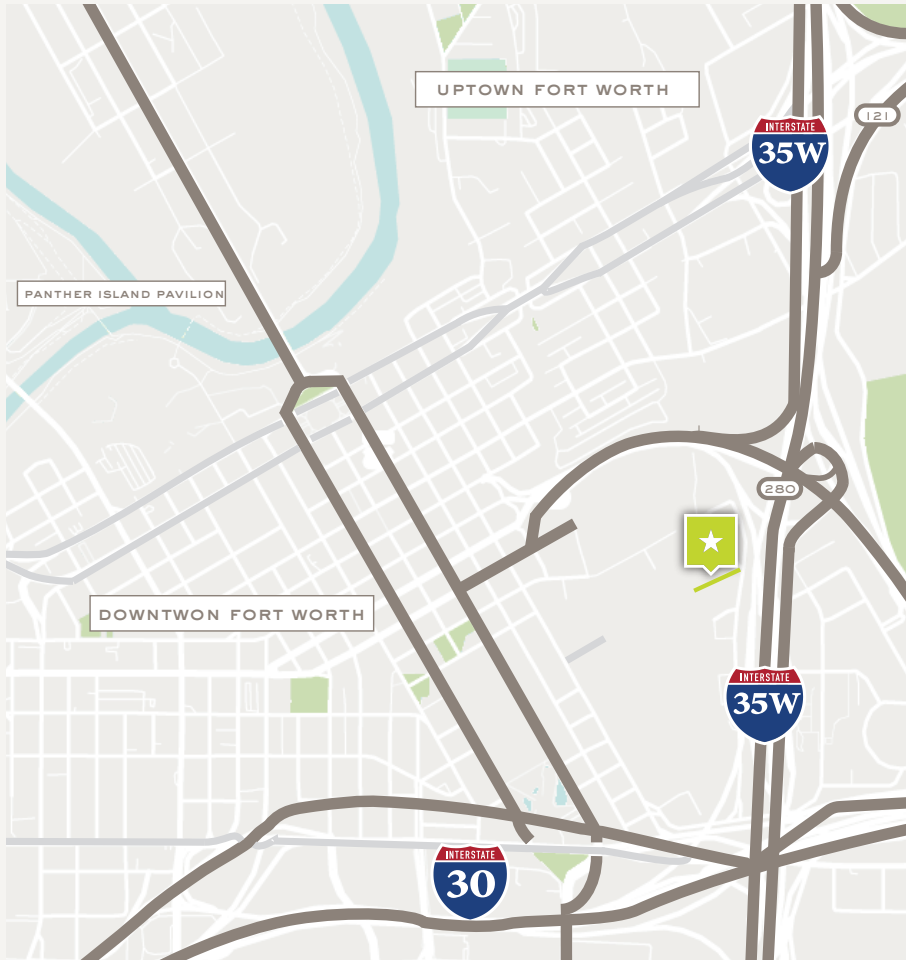 UPTOWN FORT WORTH
121
INTERSTATE
35W
PANTHER ISLAND PAVILION
280
DOWNTWON FORT WORTH
INTERSTATE
35W
INTERSTATE
30